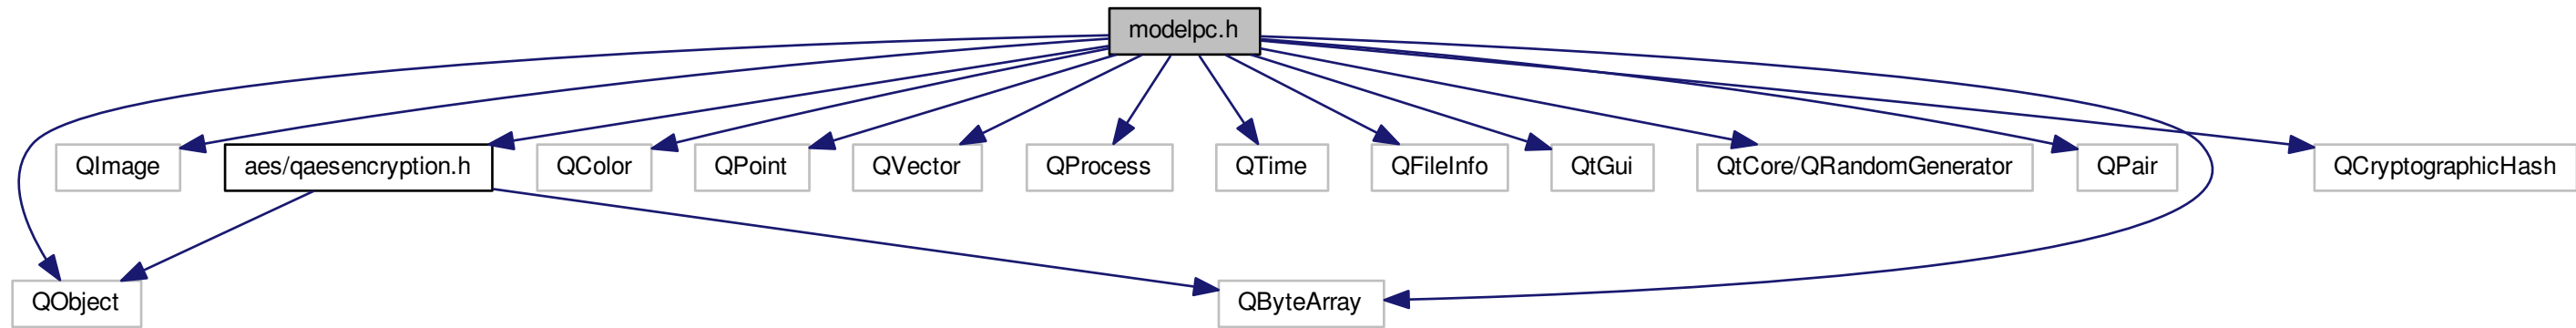 modelpc.h
QImage
aes/qaesencryption.h
QColor
QPoint
QVector
QProcess
QTime
QFileInfo
QtGui
QtCore/QRandomGenerator
QPair
QCryptographicHash
QObject
QByteArray